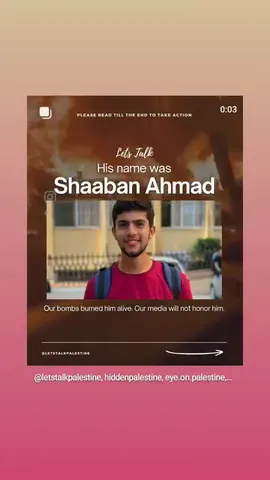 0:03
PLEASE READ TILL THE END TO TAKE ACTION
Lets Talk
His name was
Shaaban Ahmad
Our bombs burned him alive. Our media will not honor him.
@LETSTALKPALESTINE
@letstalkpalestine, hiddenpalestine, eye.on.palestine,...